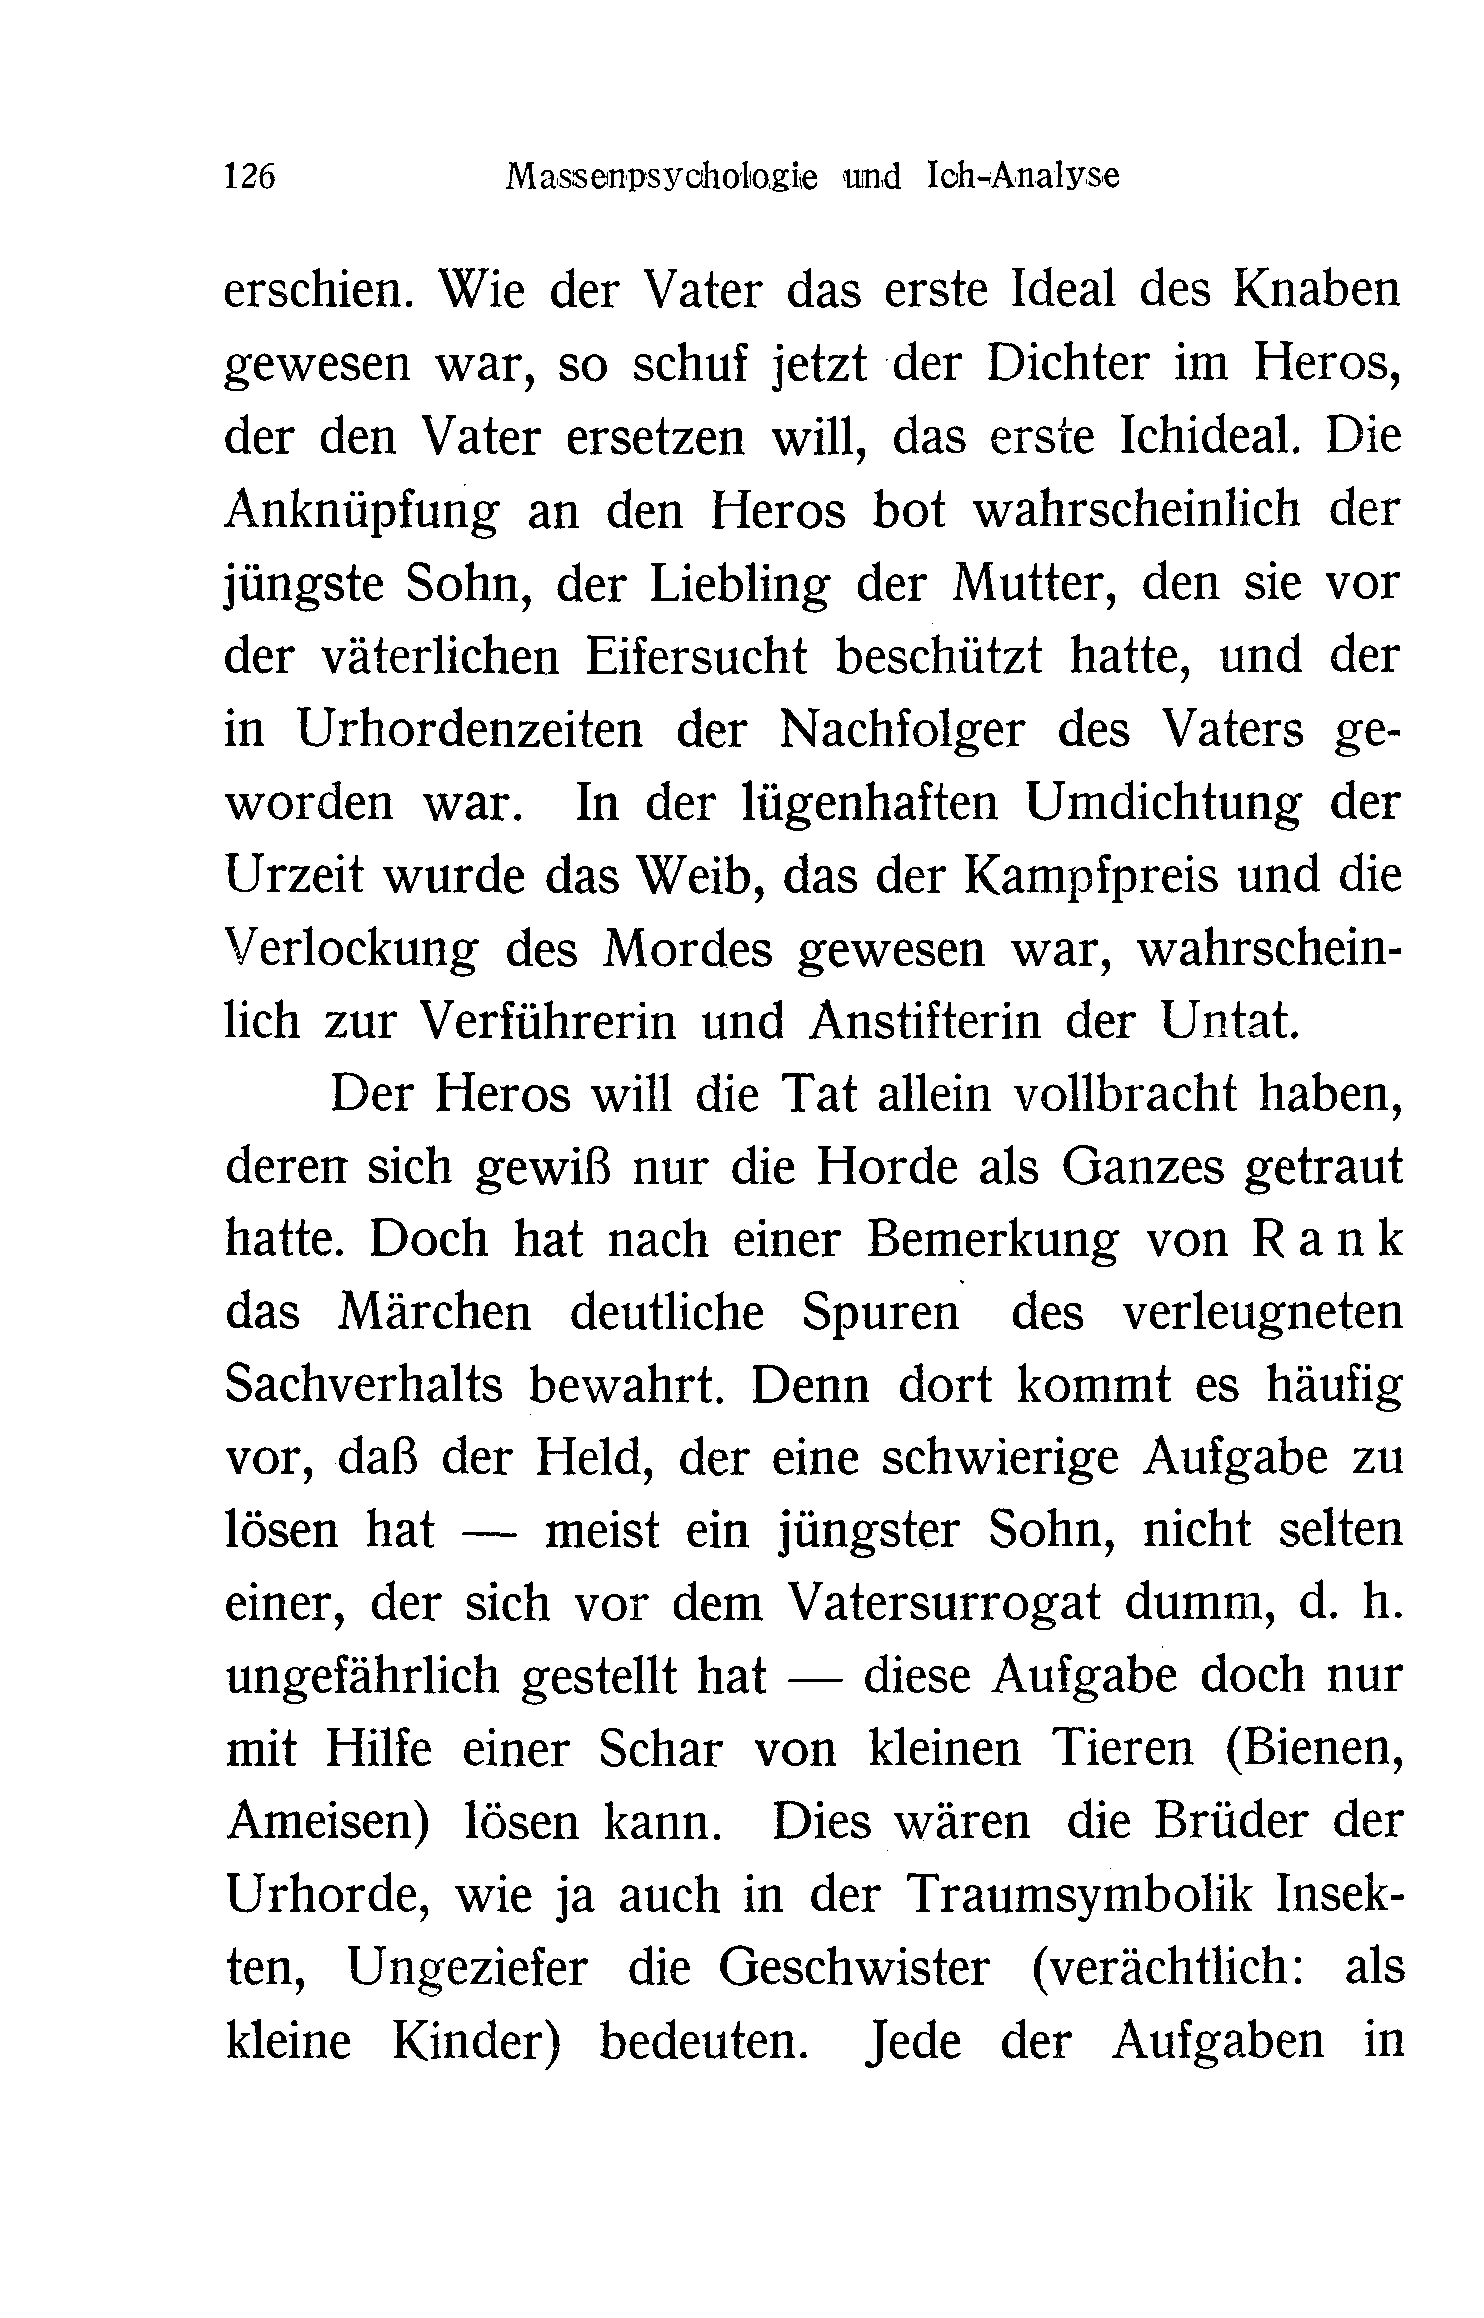 126 Massenpsychologie und Ich-Analyse
erschien. Wie der Vater das erste Ideal des Knaben
gewesen war, so schuf jetzt der Dichter im Heros,
der den Vater ersetzen will, das erste Ichideal. Die
Anknüpfung an den Heros bot wahrscheinlich der
jüngste Sohn, der Liebling der Mutter, den sie vor
der väterlichen Eifersucht beschützt hatte, und der
in Urhordenzeiten der Nachfolger des Vaters ge-
worden war. In der lügenhaften Umdichtung der
Urzeit wurde das Weib, das der Kampfpreis und die
Verlockung des Mordes gewesen war, wahrschein-
lich zur Verführerin und Anstifterin der Untat.
Der Heros will die Tat allein vollbracht haben,
deren sich gewiß nur die Horde als Ganzes getraut
hatte. Doch hat nach einer Bemerkung von Rank
das Märchen deutliche Spuren des verleugneten
Sachverhalts bewahrt. Denn dort kommt es häufig
vor, daß der Held, der eine schwierige Aufgabe zu
lösen hat — meist ein jüngster Sohn, nicht selten
einer, der sich vor dem Vatersurrogat dumm, d. h.
ungefährlich gestellt hat — diese Aufgabe doch nur
mit Hilfe einer Schar von kleinen Tieren (Bienen,
Ameisen) lösen kann. Dies wären die Brüder der
Urhorde, wie ja auch in der Traumsymbolik Insek-
ten, Ungeziefer die Geschwister (verächtlich: als
kleine Kinder) bedeuten. Jede der Aufgaben in